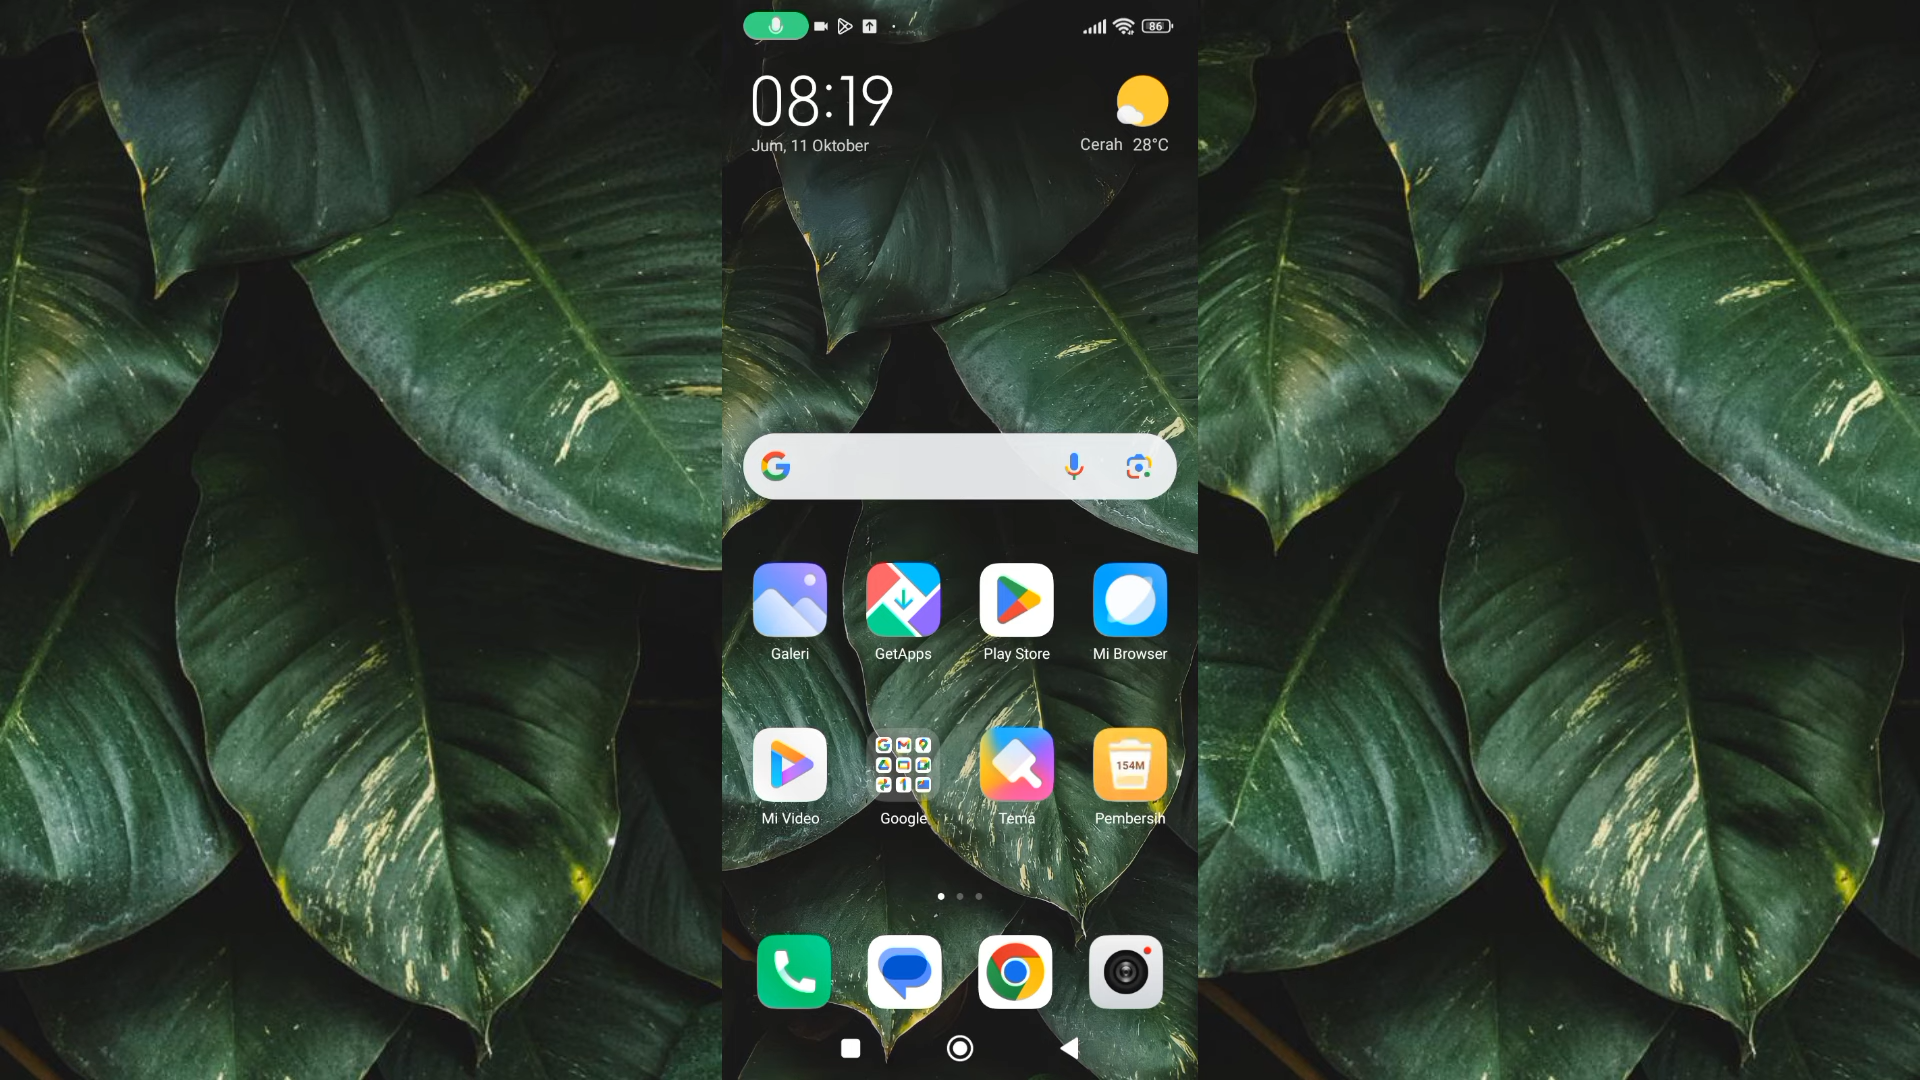 86
08:19
Jum, 11 Oktober
Cerah 28°C
Galeri
GetApps
Play Store
Mi Browser
154M
Mi Video
Google
Tema
Pembersih